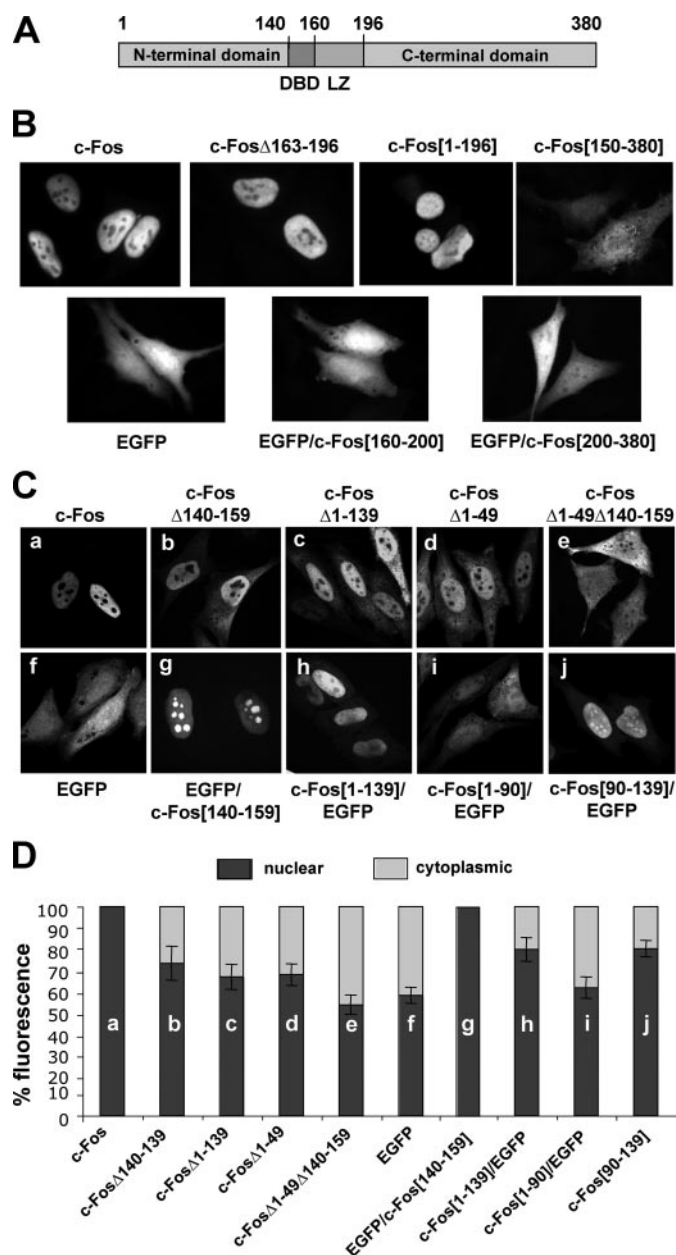 A
1 140 160 196 380
N-terminal domain C-terminal domain
DBD LZ
B
c-Fos c-FosΔ163-196 c-Fos[1-196] c-Fos[150-380]
EGFP EGFP/c-Fos[160-200] EGFP/c-Fos[200-380]
C
c-Fos c-Fos c-Fos c-Fos c-Fos
Δ140-159 Δ1-139 Δ1-49 Δ1-49Δ140-159
a b c d e
f g h i j
EGFP EGFP/ c-Fos[1-139]/ c-Fos[1-90]/ c-Fos[90-139]/
c-Fos[140-159] EGFP EGFP EGFP
D
nuclear cytoplasmic
% fluorescence
100
90
80
70
60
50
40
30
20
10
0
a b c d e f g h i j
c-Fos
c-FosΔ140-139
c-FosΔ1-139
c-FosΔ1-49
c-FosΔ1-49Δ140-159
EGFP
EGFP/c-Fos[140-159]
c-Fos[1-139]/EGFP
c-Fos[1-90]/EGFP
c-Fos[90-139]